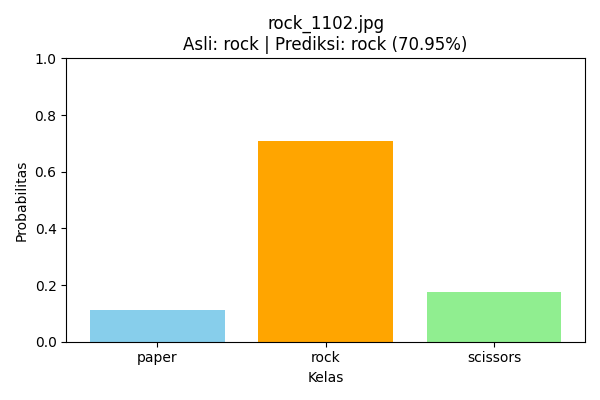 rock_1102.jpg
Asli: rock | Prediksi: rock (70.95%)
1.0
0.8
0.6
0.4
0.2
0.0
Probabilitas
paper
rock
scissors
Kelas